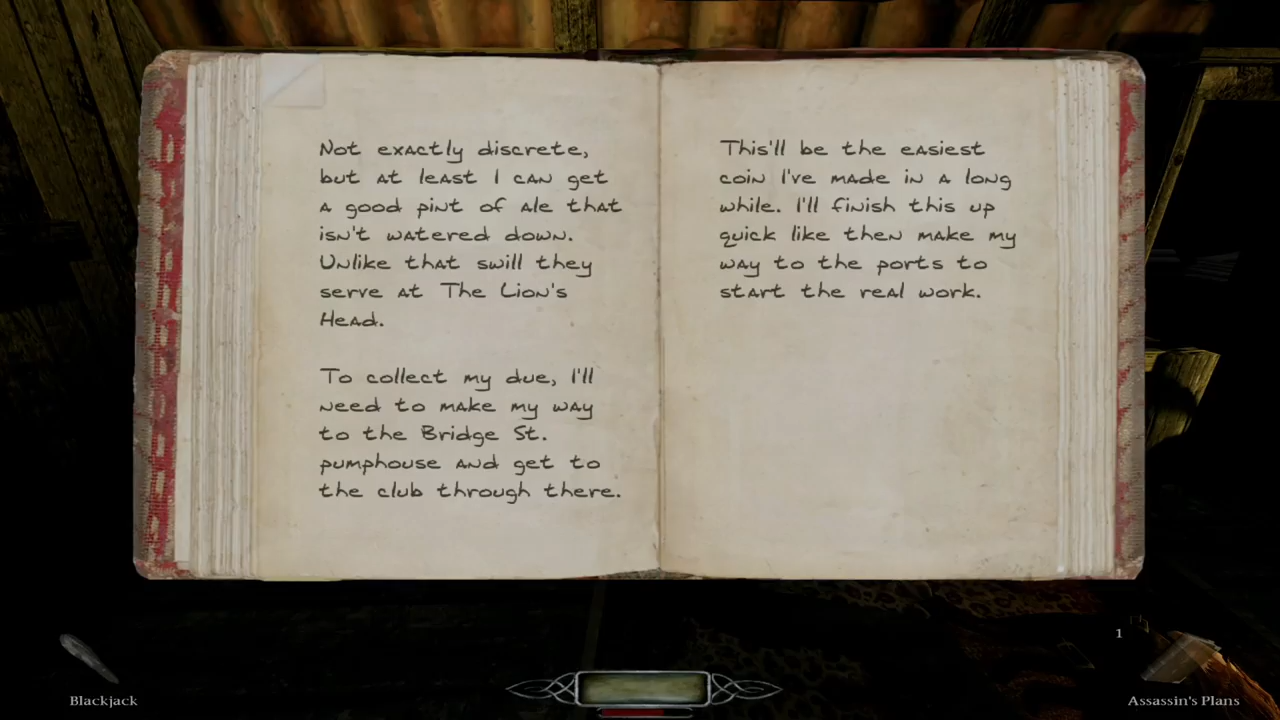 Not exactly discrete,
but at least I can get
a good pint of ale that
isn't watered down.
Unlike that swill they
serve at The Lion's
Head.
To collect my due, I'll
need to make my way
to the Bridge St.
pumphouse and get to
the club through there.
This'll be the easiest
coin I've made in a long
while. I'll finish this up
quick like then make my
way to the ports to
start the real work.
1
Blackjack
Assassin's Plans